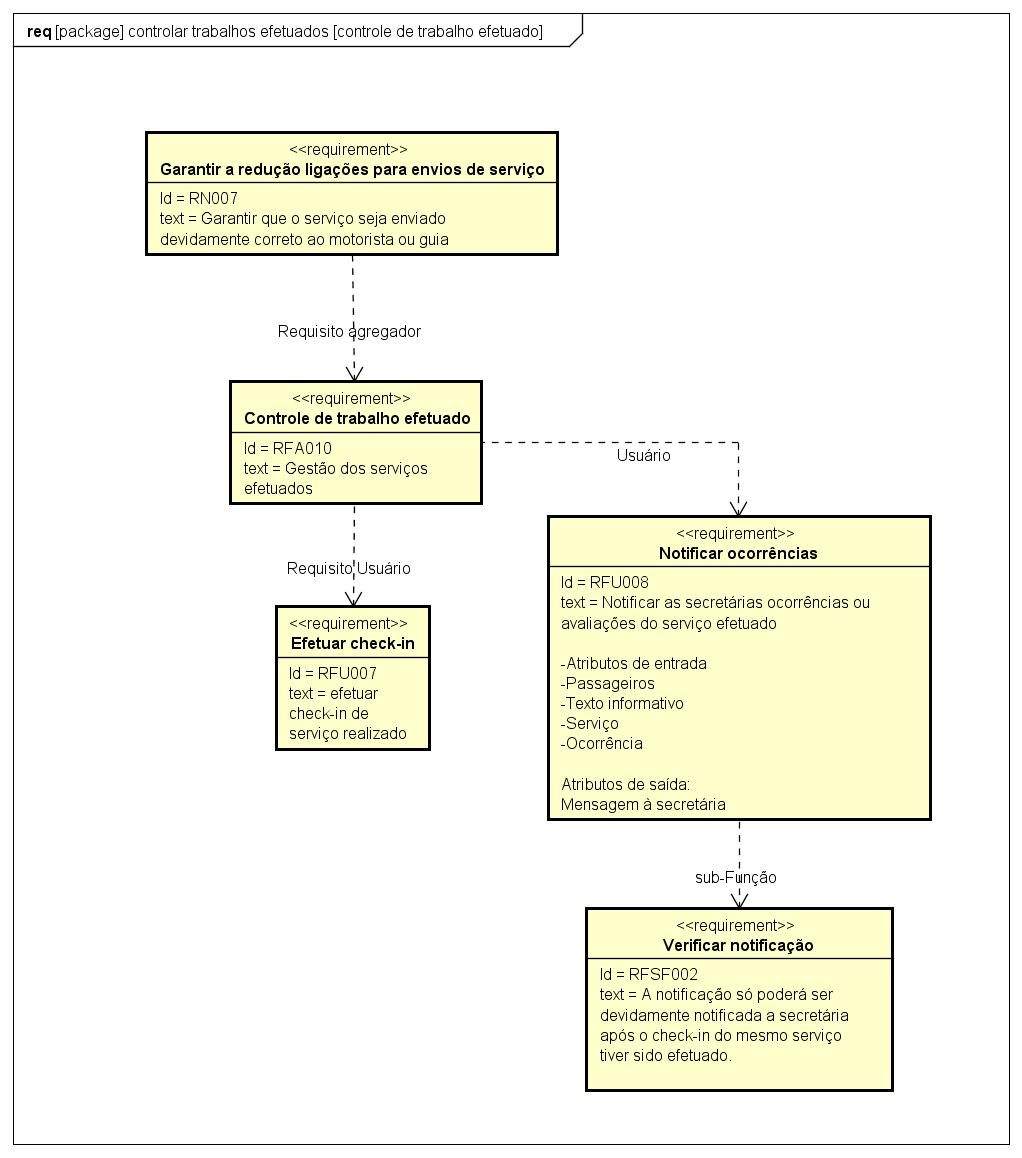 req [package] controlar trabalhos efetuados [controle de trabalho efetuado]
<<requirement>>
Garantir a redução ligações para envios de serviço
Id = RN007
text = Garantir que o serviço seja enviado
devidamente correto ao motorista ou guia
Requisito agregador
<<requirement>>
Controle de trabalho efetuado
Id = RFA010
text = Gestão dos serviços
efetuados
Usuário
Requisito Usuário
<<requirement>>
Efetuar check-in
Id = RFU007
text = efetuar
check-in de
serviço realizado
<<requirement>>
Notificar ocorrências
Id = RFU008
text = Notificar as secretárias ocorrências ou
avaliações do serviço efetuado
-Atributos de entrada
-Passageiros
-Texto informativo
-Serviço
-Ocorrência
Atributos de saída:
Mensagem à secretária
sub-Função
<<requirement>>
Verificar notificação
Id = RFSF002
text = A notificação só poderá ser
devidamente notificada a secretária
após o check-in do mesmo serviço
tiver sido efetuado.